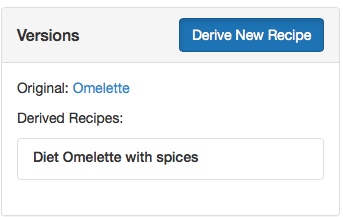 Versions
Derive New Recipe
Original: Omelette
Derived Recipes:
Diet Omelette with spices